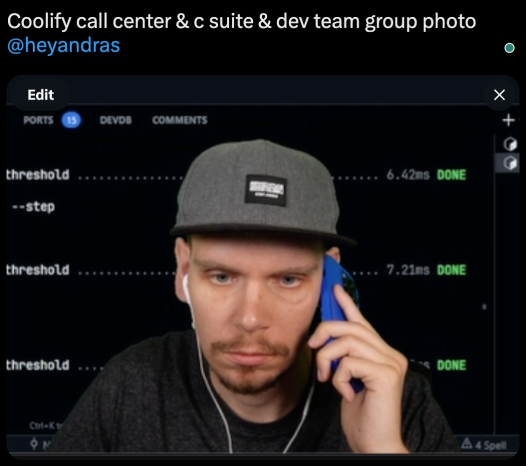 Coolify call center & c suite & dev team group photo
@heyandras
Edit
PORTS 15 DEVDB COMMENTS
threshold ........ 6.42ms DONE
--step
threshold ........ 7.21ms DONE
threshold .... DONE
Ctrl+K
4 Spell